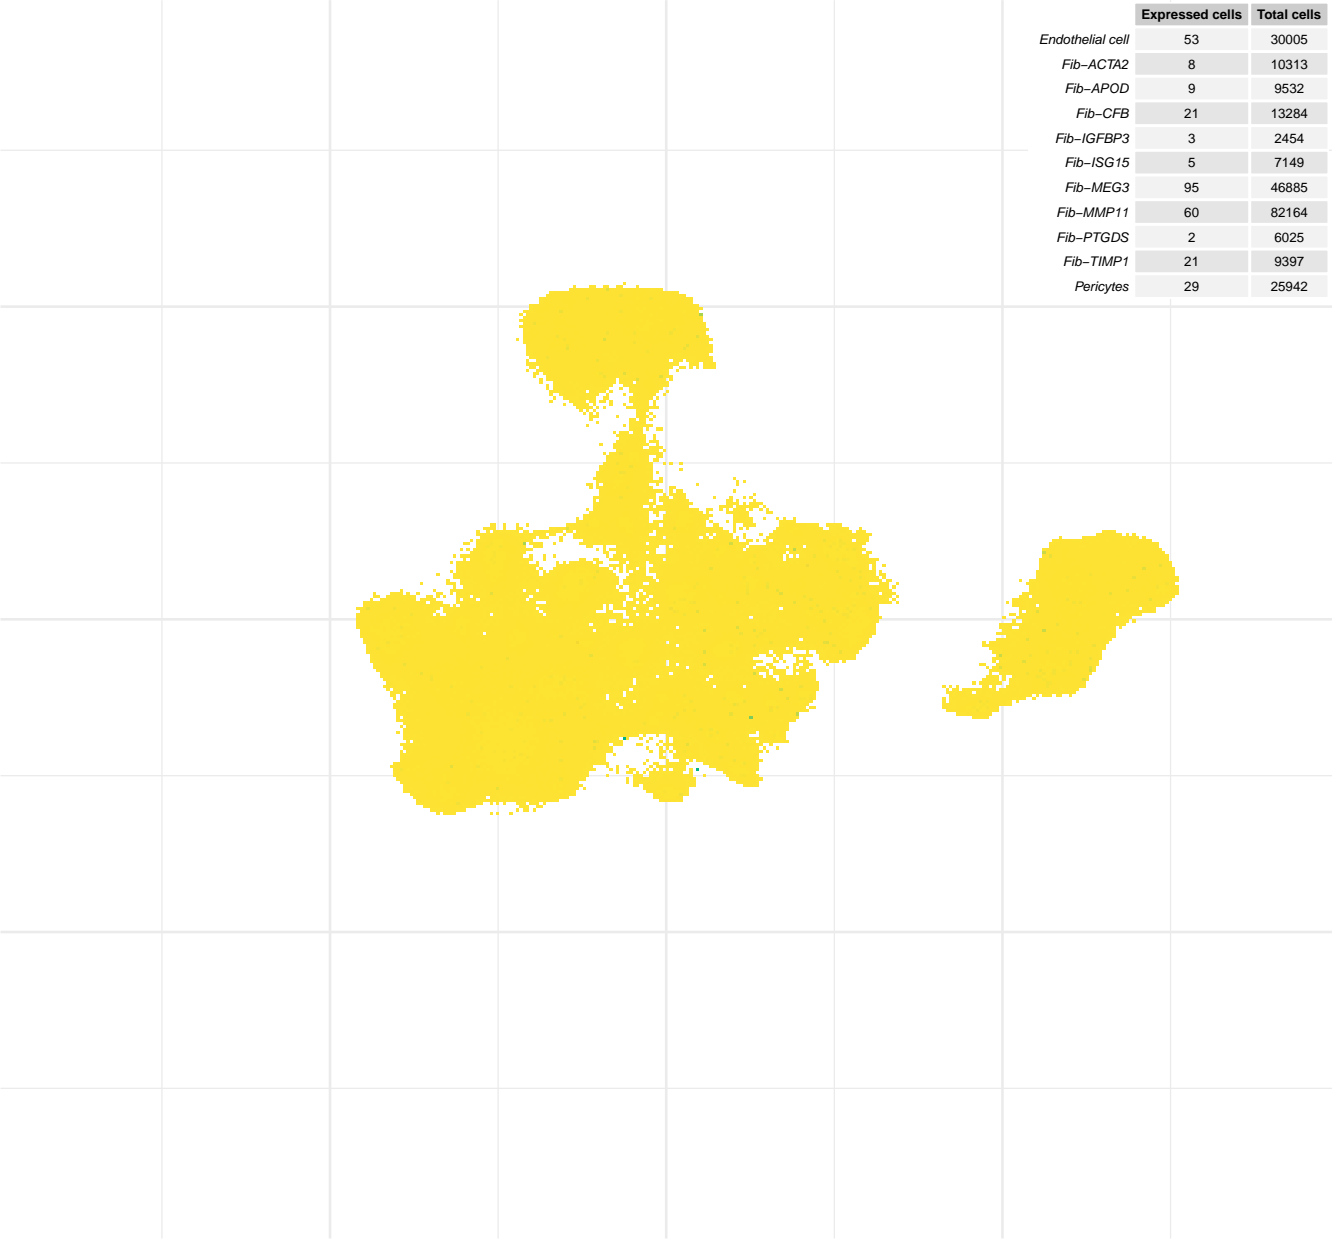 Expressed cells Total cells
Endothelial cell 53 30005
Fib−ACTA2 8 10313
Fib−APOD 9 9532
Fib−CFB 21 13284
Fib−IGFBP3 3 2454
Fib−ISG15 5 7149
Fib−MEG3 95 46885
Fib−MMP11 60 82164
Fib−PTGDS 2 6025
Fib−TIMP1 21 9397
Pericytes 29 25942